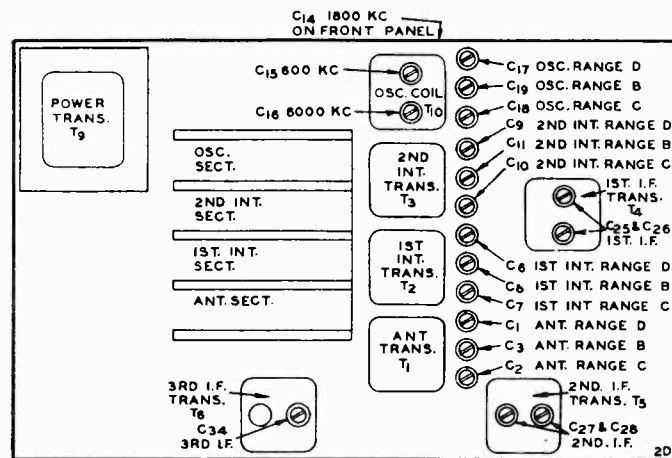 C14 1800 KC
ON FRONT PANEL
C15 600 KC
OSC. COIL
C16 6000 KC
T10
POWER
TRANS.
T9
OSC.
SECT.
2ND INT.
SECT.
1ST. INT.
SECT.
ANT. SECT.
2ND
INT.
TRANS.
T3
1ST
INT
TRANS.
T2
ANT
TRANS.
T1
C17 OSC. RANGE D
C19 OSC. RANGE B
C18 OSC. RANGE C
C9 2ND INT. RANGE D
C11 2ND INT. RANGE B
C10 2ND INT. RANGE C
1ST. I.F.
TRANS.
T4
C25 & C26
1ST. I.F.
C6 1ST INT. RANGE D
C8 1ST INT. RANGE B
C7 1ST INT. RANGE C
C1 ANT. RANGE D
C3 ANT. RANGE B
C2 ANT. RANGE C
3RD I.F.
TRANS.
T6
C34
3RD I.F.
2ND. I.F.
TRANS. T5
C27 & C28
2ND. I.F.
2D